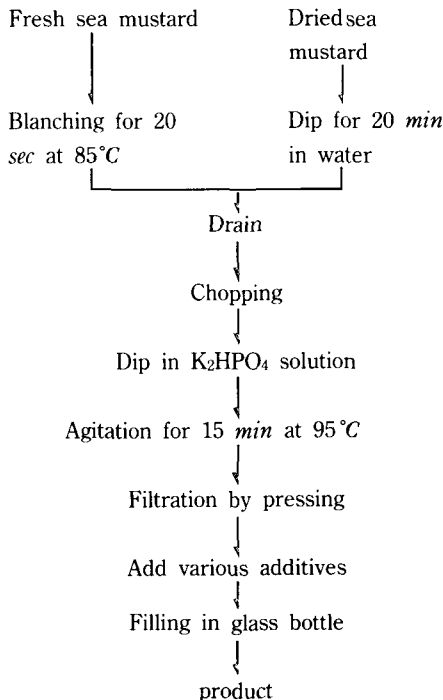 Fresh sea mustard
Dried sea
mustard
Blanching for 20
sec at 85°C
Dip for 20 min
in water
Drain
Chopping
Dip in K₂HPO₄ solution
Agitation for 15 min at 95°C
Filtration by pressing
Add various additives
Filling in glass bottle
product